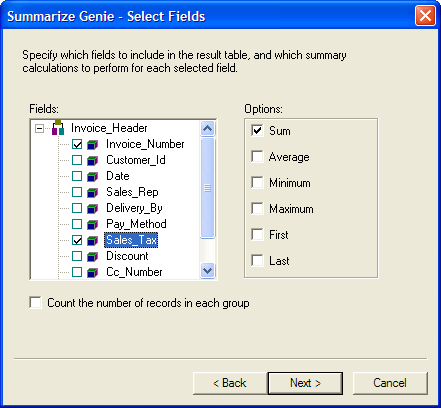 Summarize Genie - Select Fields
Specify which fields to include in the result table, and which summary
calculations to perform for each selected field.
Fields:
Invoice_Header
Invoice_Number
Customer_Id
Date
Sales_Rep
Delivery_By
Pay_Method
Sales_Tax
Discount
Cc_Number
Options:
Sum
Average
Minimum
Maximum
First
Last
Count the number of records in each group
< Back
Next >
Cancel